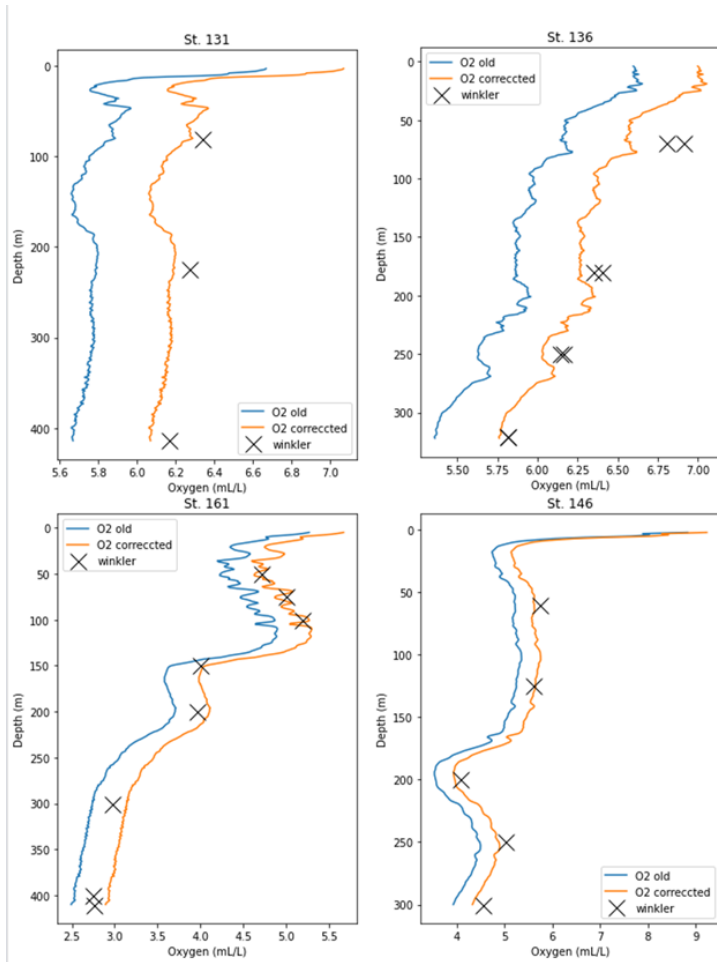 St. 131
0
100
200
300
400
Depth (m)
O2 old
O2 correccted
winkler
5.6 5.8 6.0 6.2 6.4 6.6 6.8 7.0
Oxygen (mL/L)
St. 136
O2 old
O2 correccted
winkler
0
50
100
150
200
250
300
Depth (m)
5.50 5.75 6.00 6.25 6.50 6.75 7.00
Oxygen (mL/L)
St. 161
O2 old
O2 correccted
winkler
0
50
100
150
200
250
300
350
400
Depth (m)
2.5 3.0 3.5 4.0 4.5 5.0 5.5
Oxygen (mL/L)
St. 146
0
50
100
150
200
250
300
Depth (m)
O2 old
O2 correccted
winkler
4 5 6 7 8 9
Oxygen (mL/L)